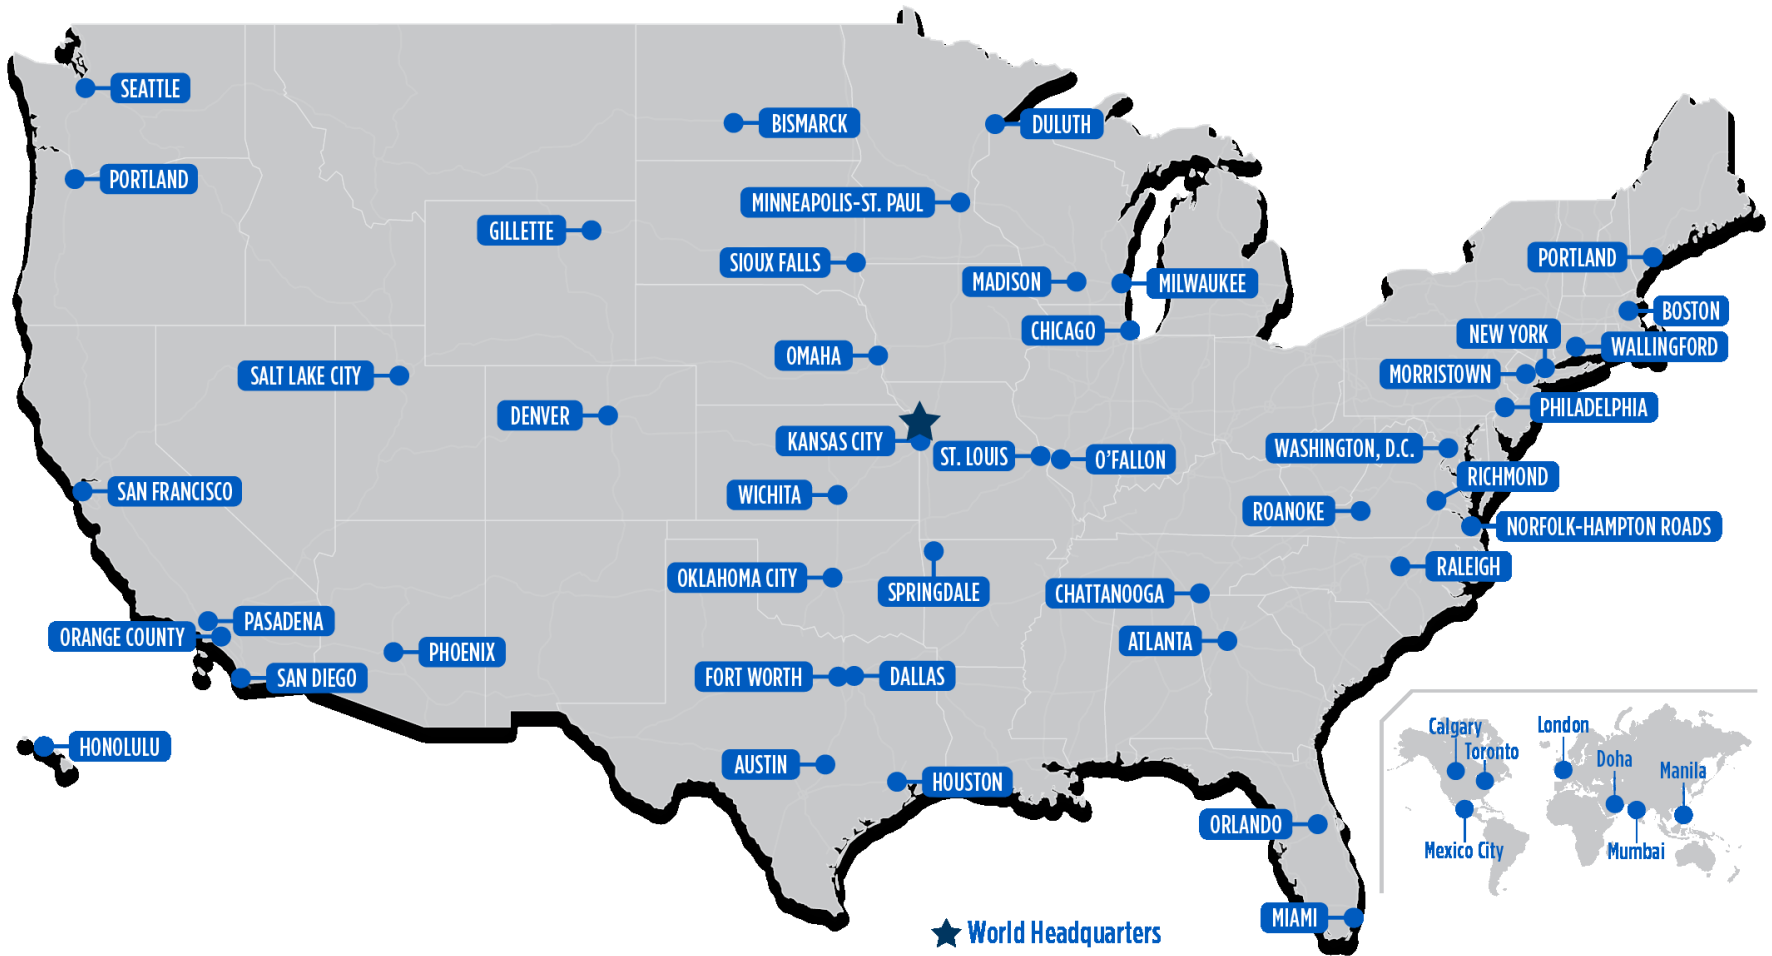 SEATTLE
BISMARCK
DULUTH
PORTLAND
MINNEAPOLIS-ST. PAUL
GILLETTE
SIOUX FALLS
PORTLAND
MADISON
MILWAUKEE
BOSTON
CHICAGO
NEW YORK
WALLINGFORD
OMAHA
SALT LAKE CITY
MORRISTOWN
DENVER
PHILADELPHIA
KANSAS CITY
ST. LOUIS
O'FALLON
WASHINGTON, D.C.
RICHMOND
SAN FRANCISCO
WICHITA
ROANOKE
NORFOLK-HAMPTON ROADS
RALEIGH
OKLAHOMA CITY
SPRINGDALE
CHATTANOOGA
PASADENA
ORANGE COUNTY
PHOENIX
ATLANTA
SAN DIEGO
FORT WORTH
DALLAS
HONOLULU
AUSTIN
HOUSTON
ORLANDO
MIAMI
Calgary
Toronto
London
Doha
Manila
Mexico City
Mumbai
World Headquarters